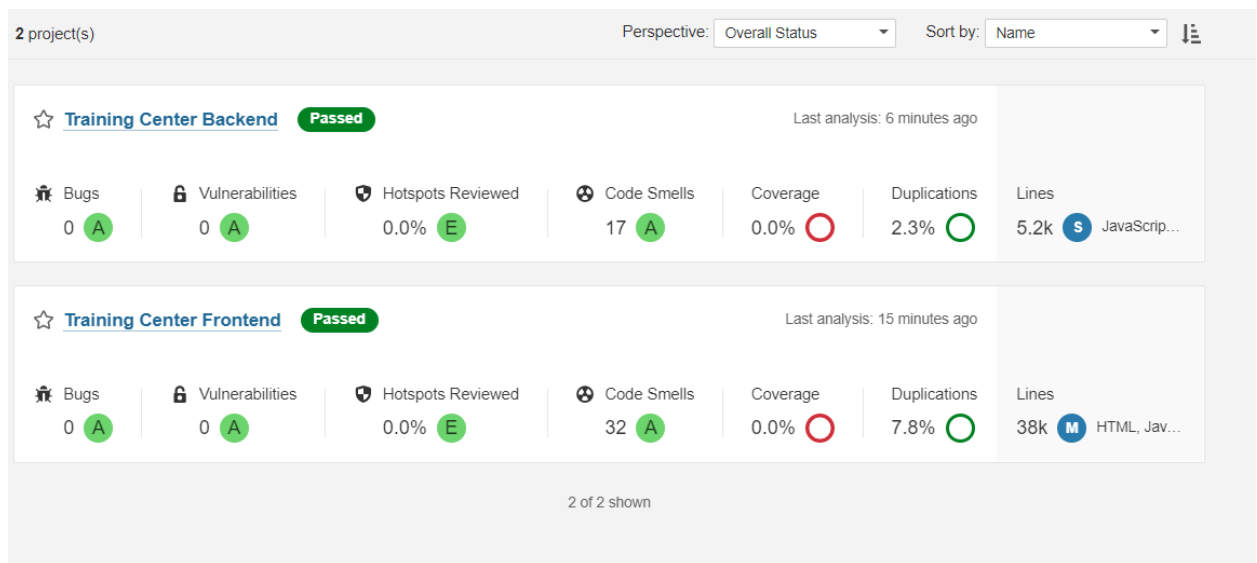 2 project(s) Perspective: Overall Status Sort by: Name
Training Center Backend Passed Last analysis: 6 minutes ago
Bugs Vulnerabilities Hotspots Reviewed Code Smells Coverage Duplications Lines
0 A 0 A 0.0% E 17 A 0.0% 2.3% 5.2k S JavaScrip...
Training Center Frontend Passed Last analysis: 15 minutes ago
Bugs Vulnerabilities Hotspots Reviewed Code Smells Coverage Duplications Lines
0 A 0 A 0.0% E 32 A 0.0% 7.8% 38k M HTML, Jav...
2 of 2 shown